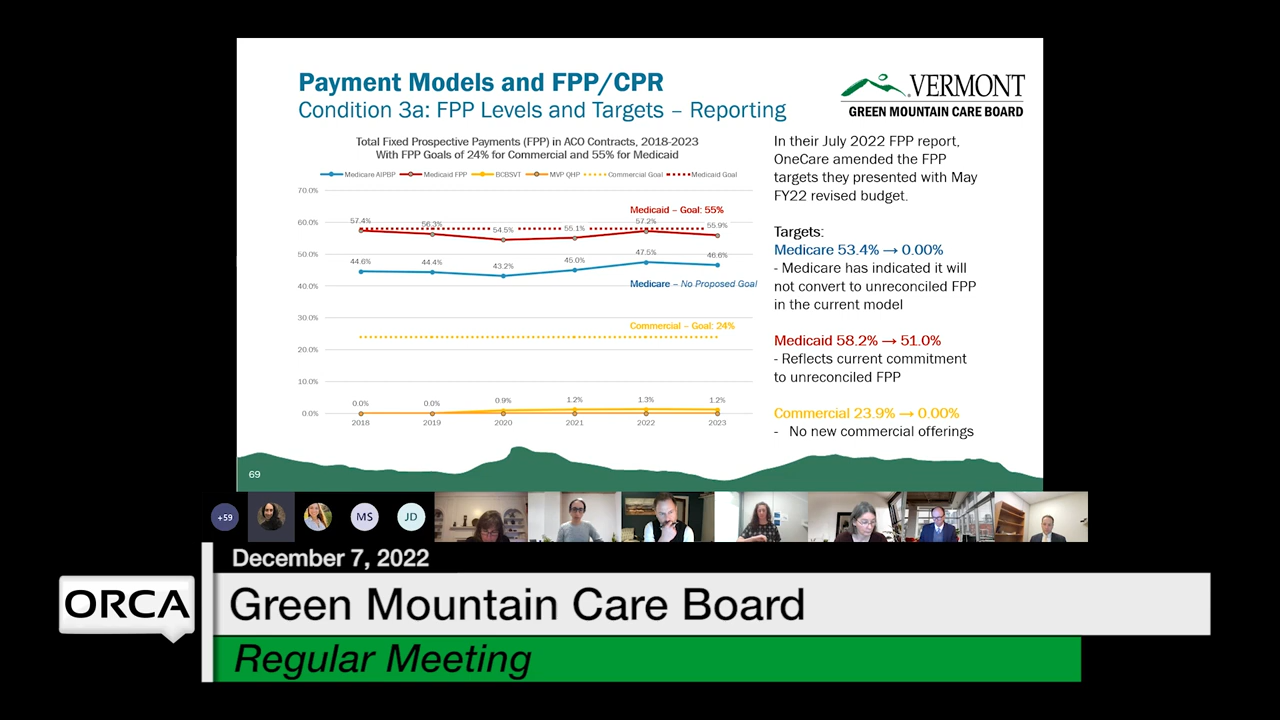 Payment Models and FPP/CPR
Condition 3a: FPP Levels and Targets – Reporting
VERMONT
GREEN MOUNTAIN CARE BOARD
Total Fixed Prospective Payments (FPP) in ACO Contracts, 2018-2023
With FPP Goals of 24% for Commercial and 55% for Medicaid
Medicare AIPBP Medicaid FPP BCBSVT MVP QHP Commercial Goal Medicaid Goal
70.0%
Medicaid – Goal: 55%
60.0%
57.4% 56.3% 54.5% 55.1% 57.2% 55.9%
50.0%
44.6% 44.4% 43.2% 45.0% 47.5% 46.6%
40.0%
Medicare – No Proposed Goal
30.0%
Commercial – Goal: 24%
20.0%
10.0%
0.0% 0.0% 0.9% 1.2% 1.3% 1.2%
0.0%
2018 2019 2020 2021 2022 2023
In their July 2022 FPP report,
OneCare amended the FPP
targets they presented with May
FY22 revised budget.
Targets:
Medicare 53.4% → 0.00%
- Medicare has indicated it will
not convert to unreconciled FPP
in the current model
Medicaid 58.2% → 51.0%
- Reflects current commitment
to unreconciled FPP
Commercial 23.9% → 0.00%
- No new commercial offerings
69
+59 MS JD
December 7, 2022
ORCA
Green Mountain Care Board
Regular Meeting